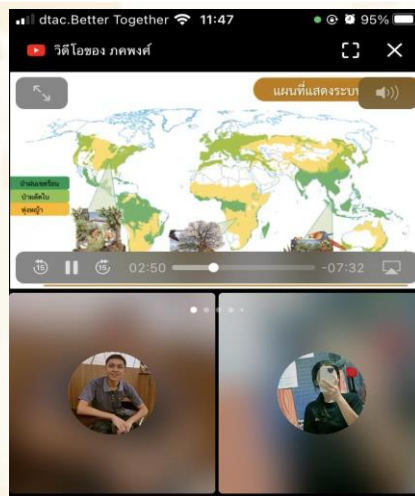 dtac.Better Together 11:47 95%
วิดีโอของ ภคพงศ์
แผนที่แสดงระบ
ป่าฝนเขตร้อน
ป่าผลัดใบ
ทุ่งหญ้า
15 15 02:50 -07:32